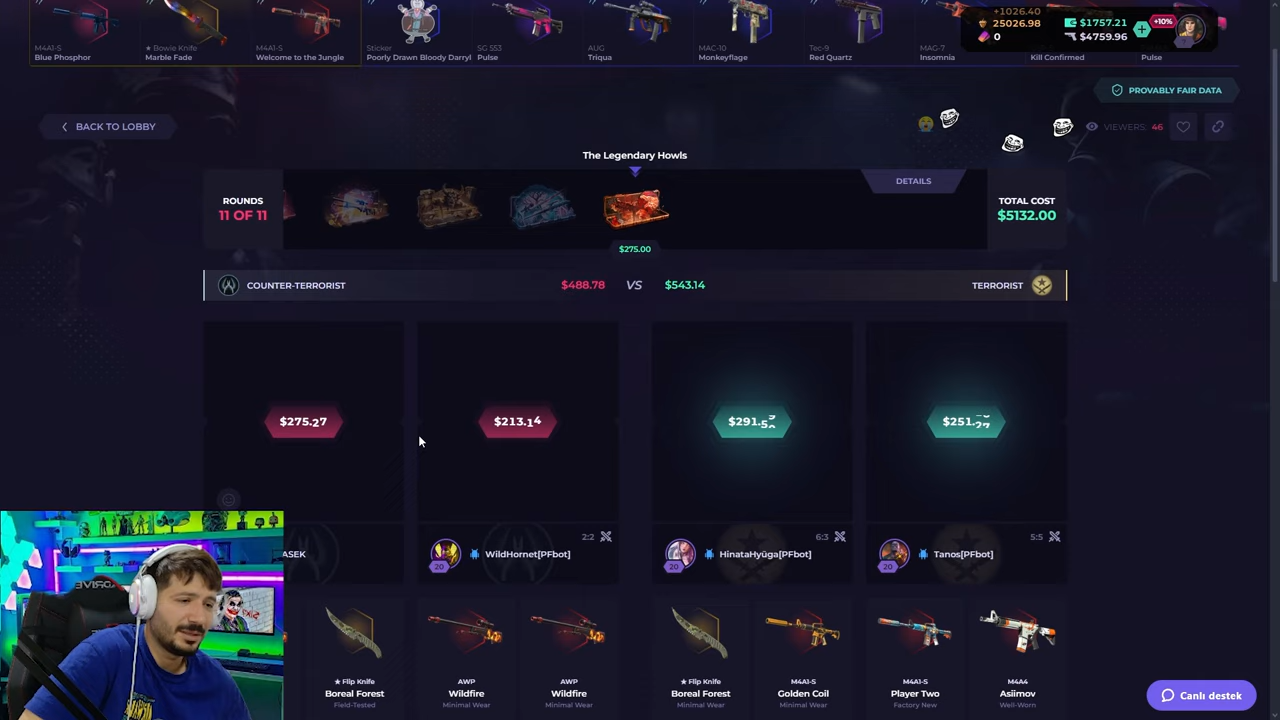 +1026.40
25026.98
$1757.21
+10%
0
$4759.96
M4A1-S
Blue Phosphor
★ Bowie Knife
Marble Fade
M4A1-S
Welcome to the Jungle
Sticker
Poorly Drawn Bloody Darryl
SG 553
Pulse
AUG
Triqua
MAC-10
Monkeyflage
Tec-9
Red Quartz
MAG-7
Insomnia
Kill Confirmed
Pulse
PROVABLY FAIR DATA
BACK TO LOBBY
VIEWERS: 46
The Legendary Howls
DETAILS
ROUNDS
11 OF 11
TOTAL COST
$5132.00
$275.00
COUNTER-TERRORIST
$488.78
VS
$543.14
TERRORIST
$275.27
$213.14
$291.5
$251.
ASEK
2:2
WildHornet[PFbot]
20
6:3
HinataHyūga[PFbot]
20
5:5
Tanos[PFbot]
20
★ Flip Knife
Boreal Forest
Field-Tested
AWP
Wildfire
Minimal Wear
AWP
Wildfire
Minimal Wear
★ Flip Knife
Boreal Forest
Minimal Wear
M4A1-S
Golden Coil
Minimal Wear
M4A1-S
Player Two
Factory New
M4A4
Asiimov
Well-Worn
Canlı destek